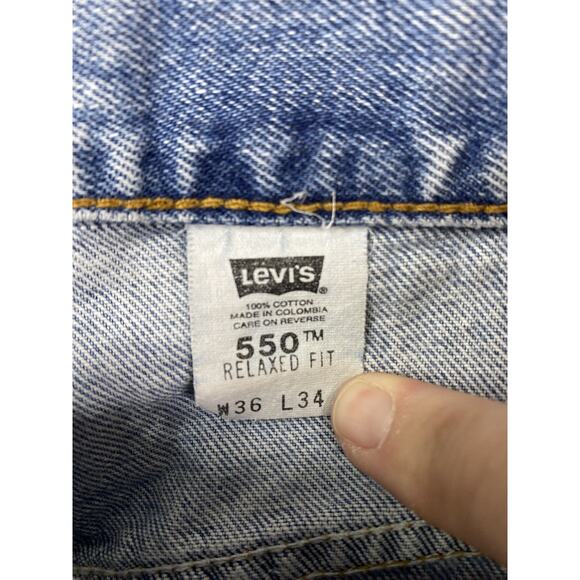 LEVI'S ®
100% COTTON
MADE IN COLOMBIA
CARE ON REVERSE
550™
RELAXED FIT
W36 L34